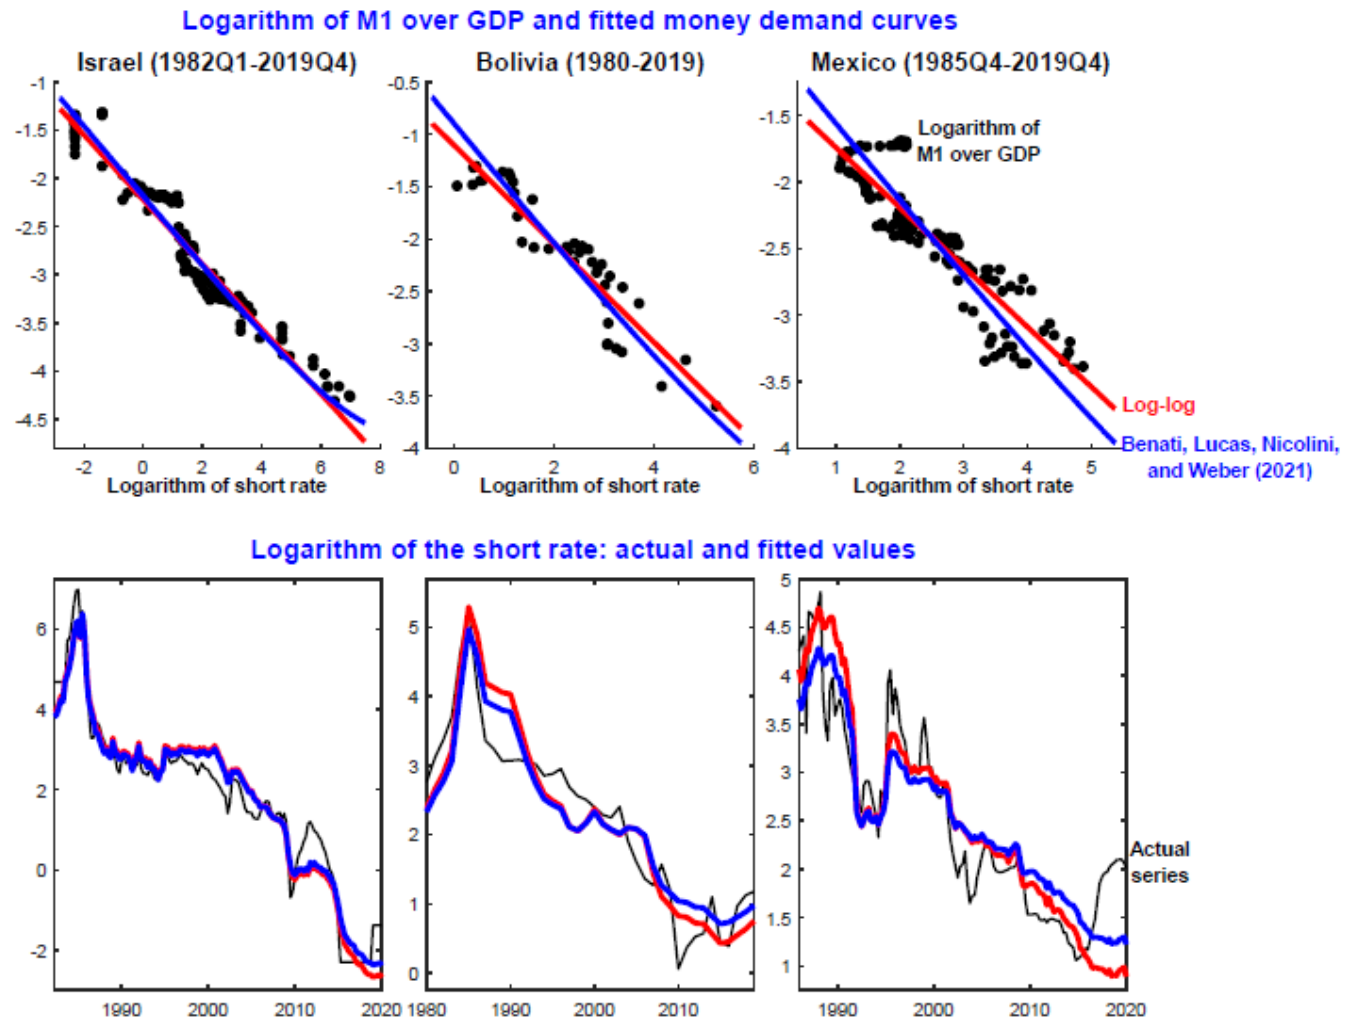 Logarithm of M1 over GDP and fitted money demand curves
Israel (1982Q1-2019Q4)
Bolivia (1980-2019)
Mexico (1985Q4-2019Q4)
-1
-1.5
-2
-2.5
-3
-3.5
-4
-4.5
-2 0 2 4 6 8
Logarithm of short rate
-0.5
-1
-1.5
-2
-2.5
-3
-3.5
-4
0 2 4 6
Logarithm of short rate
-1.5
-2
-2.5
-3
-3.5
-4
1 2 3 4 5
Logarithm of short rate
Logarithm of
M1 over GDP
Log-log
Benati, Lucas, Nicolini,
and Weber (2021)
Logarithm of the short rate: actual and fitted values
6
4
2
0
-2
1990 2000 2010 2020
5
4
3
2
1
0
1980 1990 2000 2010
5
4.5
4
3.5
3
2.5
2
1.5
1
1990 2000 2010 2020
Actual
series